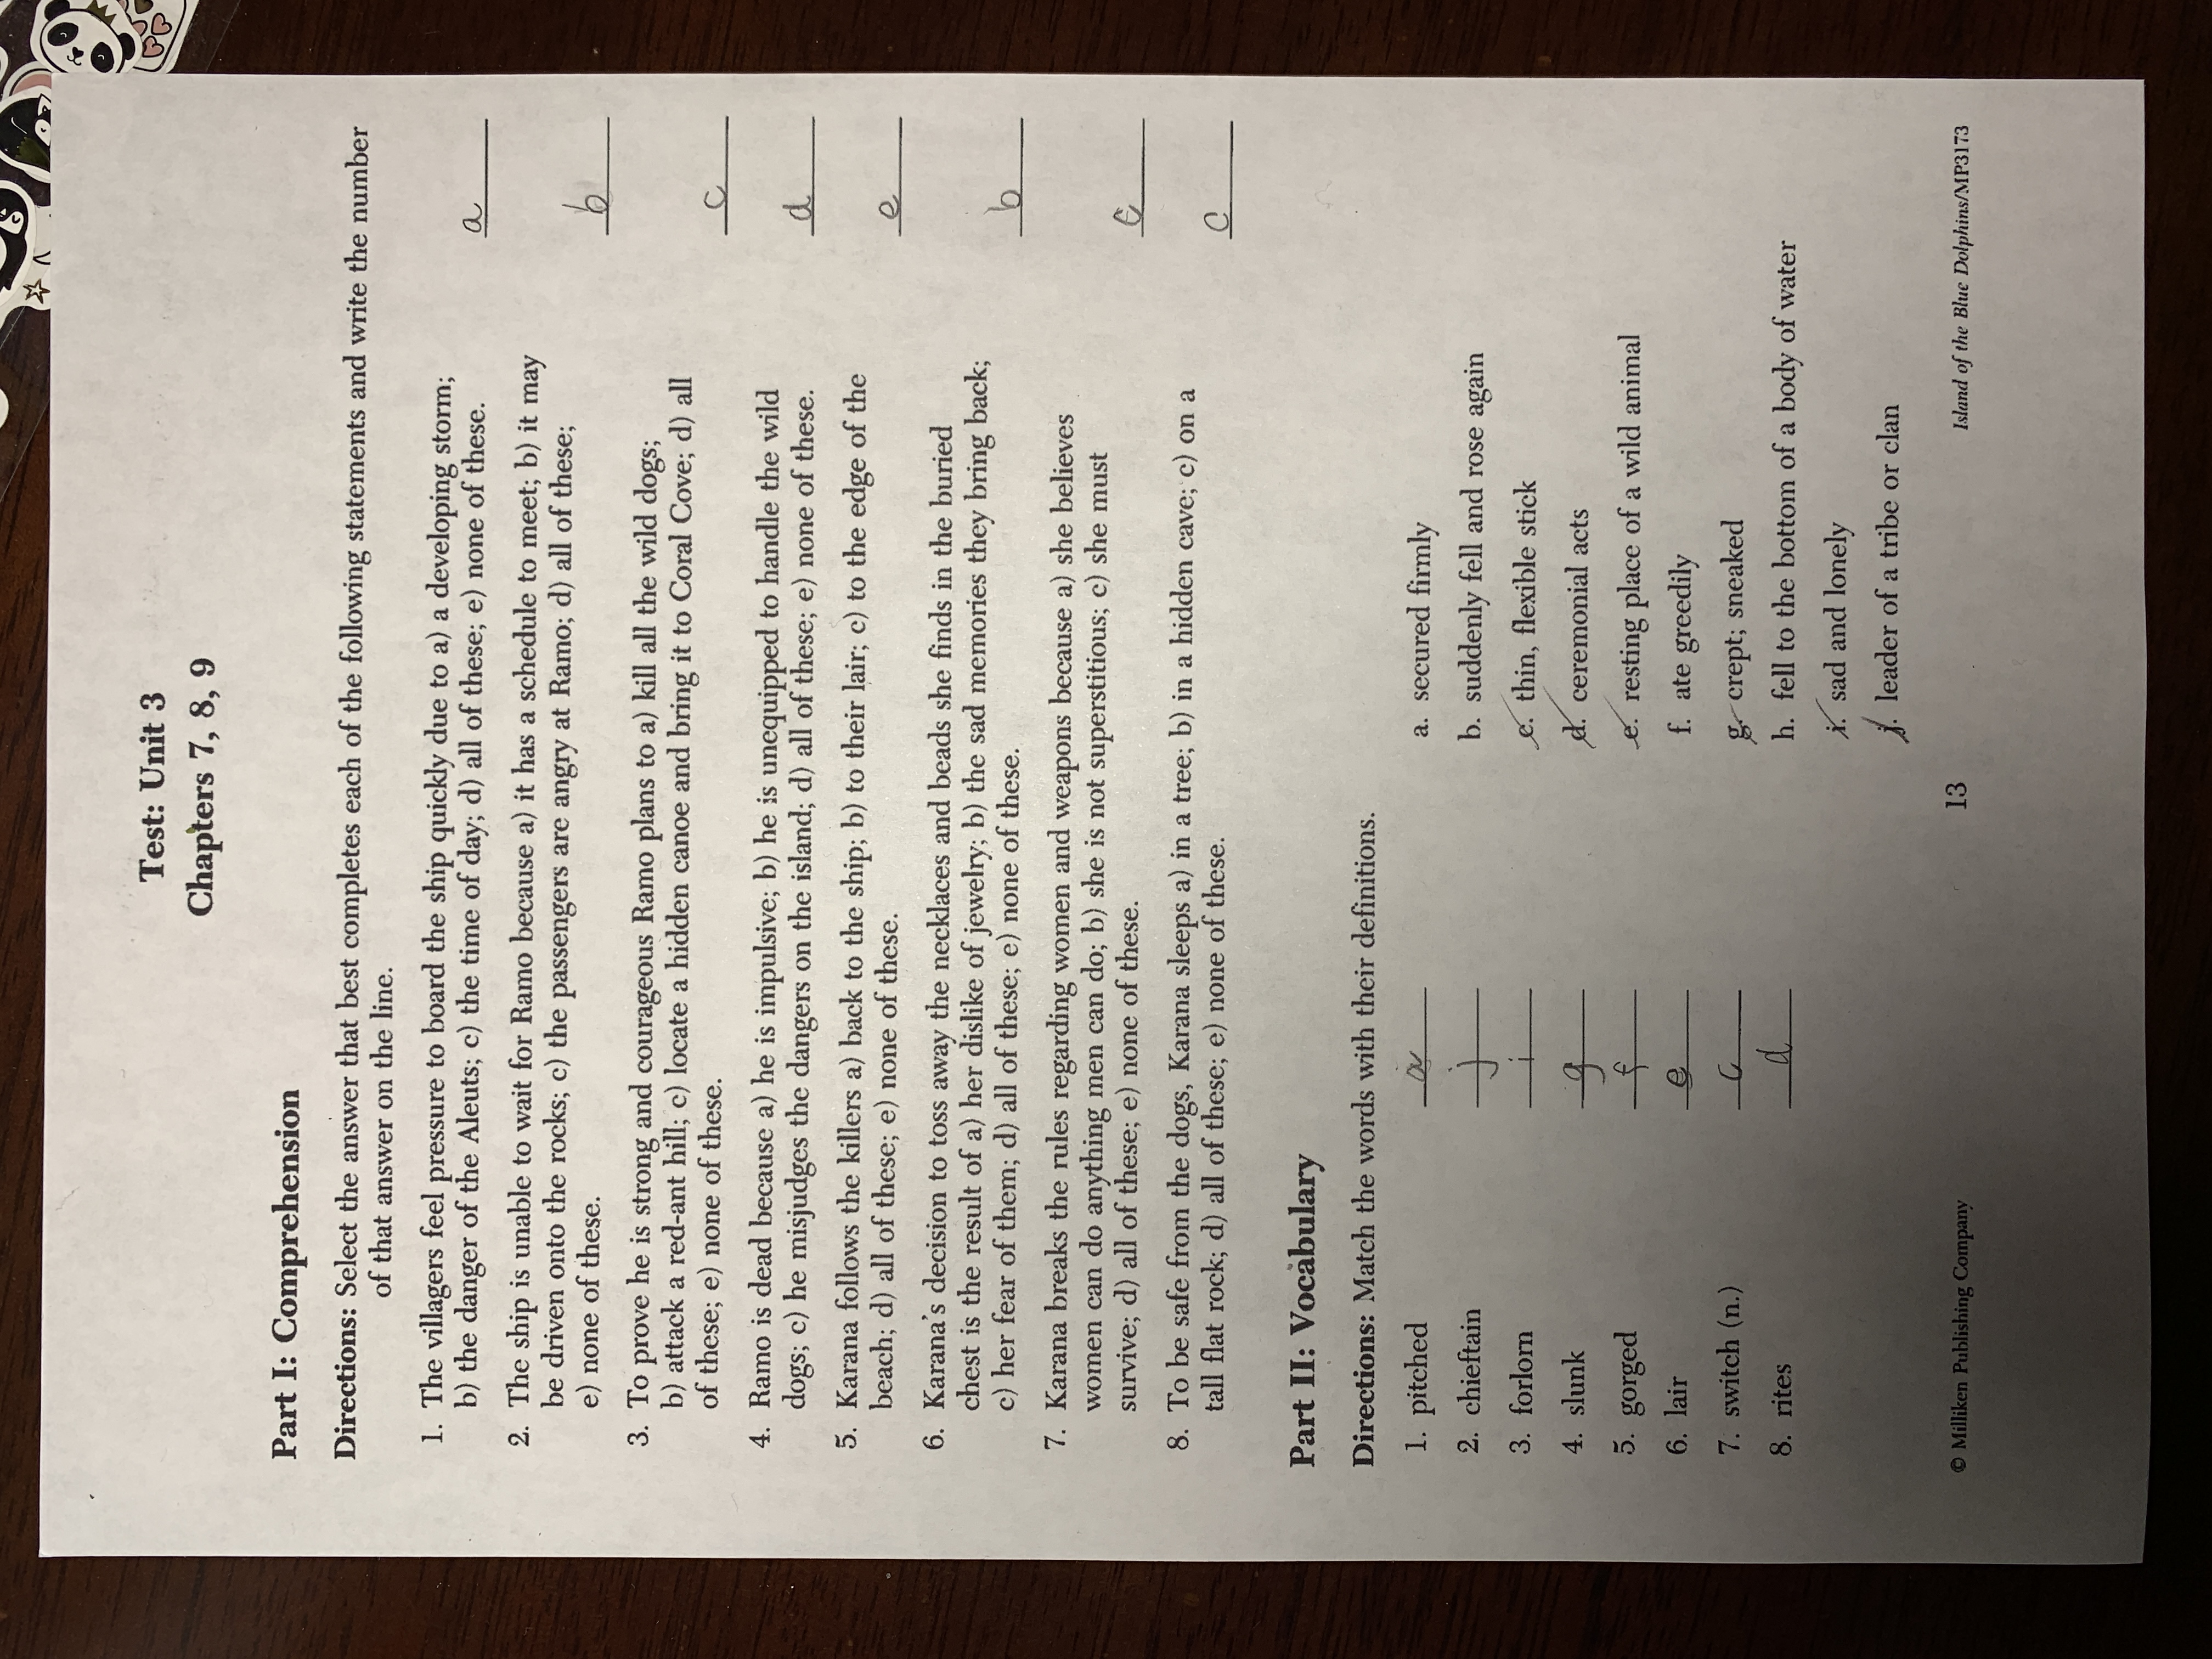 Test: Unit 3
Chapters 7, 8, 9
Part I: Comprehension
Directions: Select the answer that best completes each of the following statements and write the number
of that answer on the line.
1. The villagers feel pressure to board the ship quickly due to a) a developing storm;
b) the danger of the Aleuts; c) the time of day; d) all of these; e) none of these. a
2. The ship is unable to wait for Ramo because a) it has a schedule to meet; b) it may
be driven onto the rocks; c) the passengers are angry at Ramo; d) all of these;
e) none of these. b
3. To prove he is strong and courageous Ramo plans to a) kill all the wild dogs;
b) attack a red-ant hill; c) locate a hidden canoe and bring it to Coral Cove; d) all
of these; e) none of these. c
4. Ramo is dead because a) he is impulsive; b) he is unequipped to handle the wild
dogs; c) he misjudges the dangers on the island; d) all of these; e) none of these. d
5. Karana follows the killers a) back to the ship; b) to their lair; c) to the edge of the
beach; d) all of these; e) none of these. e
6. Karana's decision to toss away the necklaces and beads she finds in the buried
chest is the result of a) her dislike of jewelry; b) the sad memories they bring back;
c) her fear of them; d) all of these; e) none of these. b
7. Karana breaks the rules regarding women and weapons because a) she believes
women can do anything men can do; b) she is not superstitious; c) she must
survive; d) all of these; e) none of these.
8. To be safe from the dogs, Karana sleeps a) in a tree; b) in a hidden cave; c) on a
tall flat rock; d) all of these; e) none of these. c
Part II: Vocabulary
Directions: Match the words with their definitions.
1. pitched a a. secured firmly
2. chieftain j b. suddenly fell and rose again
3. forlorn i c. thin, flexible stick
4. slunk g d. ceremonial acts
5. gorged f e. resting place of a wild animal
6. lair e f. ate greedily
7. switch (n.) c g. crept; sneaked
8. rites d h. fell to the bottom of a body of water
i. sad and lonely
j. leader of a tribe or clan
© Milliken Publishing Company 13 Island of the Blue Dolphins/MP3173